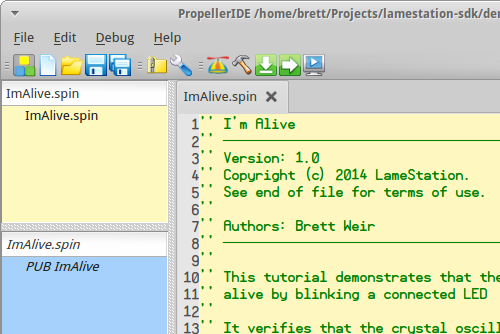 PropellerIDE /home/brett/Projects/lamestation-sdk/
File Edit Debug Help
ImAlive.spin
ImAlive.spin
ImAlive.spin
PUB ImAlive
ImAlive.spin
1 '' I'm Alive
2 ''
3 '' Version: 1.0
4 '' Copyright (c) 2014 LameStation.
5 '' See end of file for terms of use.
6 ''
7 '' Authors: Brett Weir
8 ''
9 ''
10 '' This tutorial demonstrates that the
11 '' alive by blinking a connected LED
12 ''
13 '' It verifies that the crystal